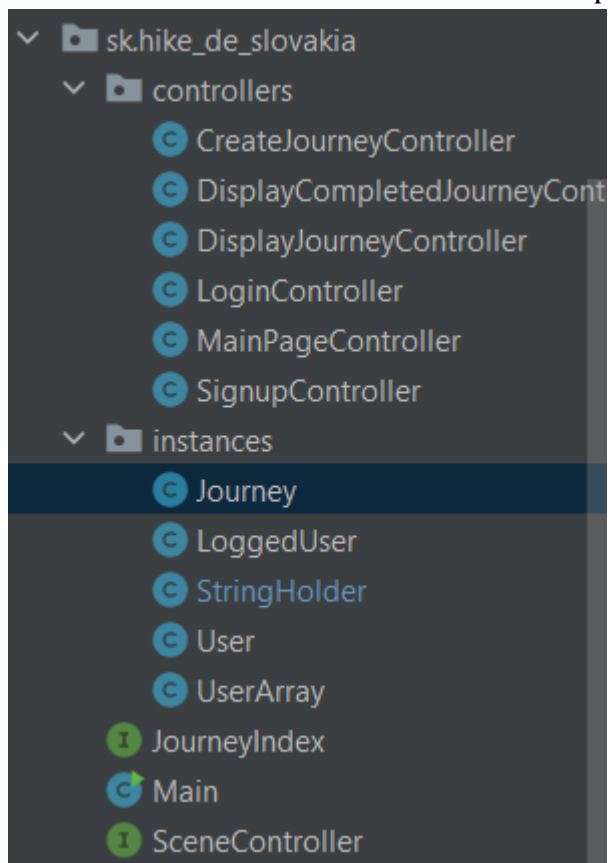 sk.hike_de_slovakia
controllers
C CreateJourneyController
C DisplayCompletedJourneyCont
C DisplayJourneyController
C LoginController
C MainPageController
C SignupController
instances
C Journey
C LoggedUser
C StringHolder
C User
C UserArray
I JourneyIndex
C Main
I SceneController